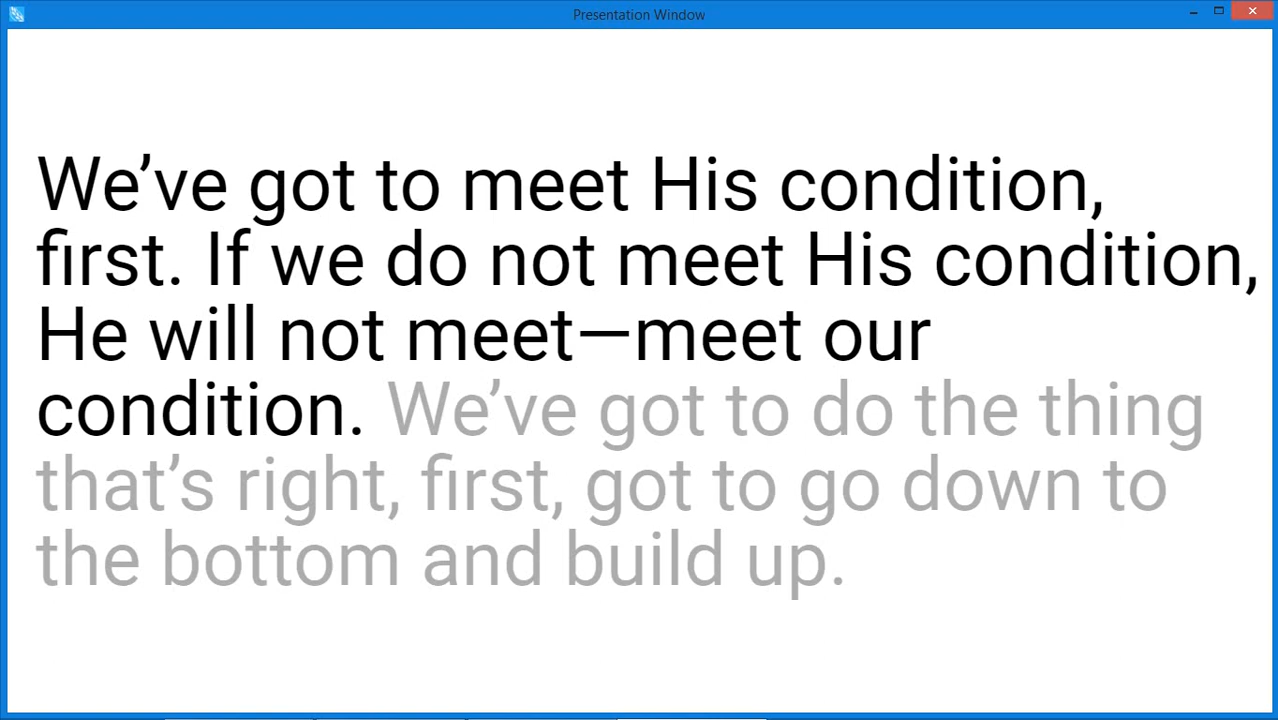 Presentation Window
We’ve got to meet His condition,
first. If we do not meet His condition,
He will not meet—meet our
condition. We’ve got to do the thing
that’s right, first, got to go down to
the bottom and build up.